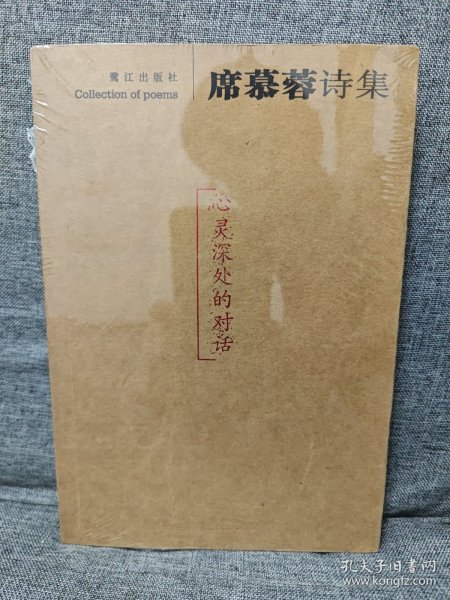 鹭江出版社
Collection of poems
席慕蓉诗集
心灵深处的对话
孔夫子旧书网
www.kongfz.com